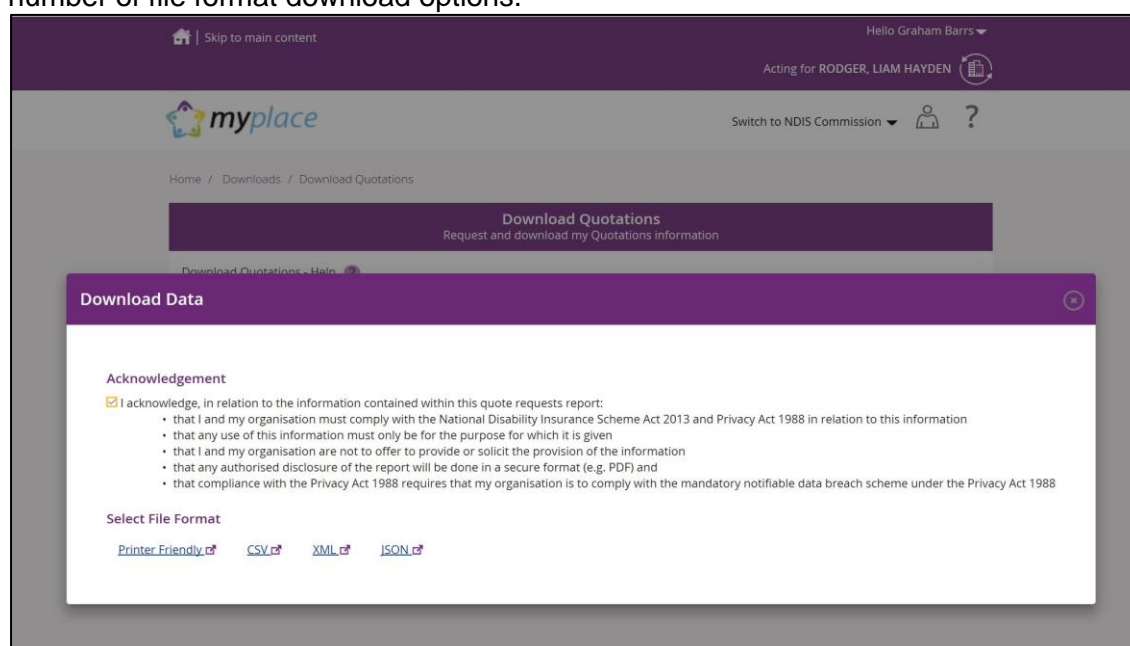 number of file format download options.
| Skip to main content
Hello Graham Barrs
Acting for RODGER, LIAM HAYDEN
myplace
Switch to NDIS Commission
?
Home / Downloads / Download Quotations
Download Quotations
Request and download my Quotations information
Download Quotations - Help ?
Download Data
Acknowledgement
I acknowledge, in relation to the information contained within this quote requests report:
• that I and my organisation must comply with the National Disability Insurance Scheme Act 2013 and Privacy Act 1988 in relation to this information
• that any use of this information must only be for the purpose for which it is given
• that I and my organisation are not to offer to provide or solicit the provision of the information
• that any authorised disclosure of the report will be done in a secure format (e.g. PDF) and
• that compliance with the Privacy Act 1988 requires that my organisation is to comply with the mandatory notifiable data breach scheme under the Privacy Act 1988
Select File Format
Printer Friendly CSV XML JSON